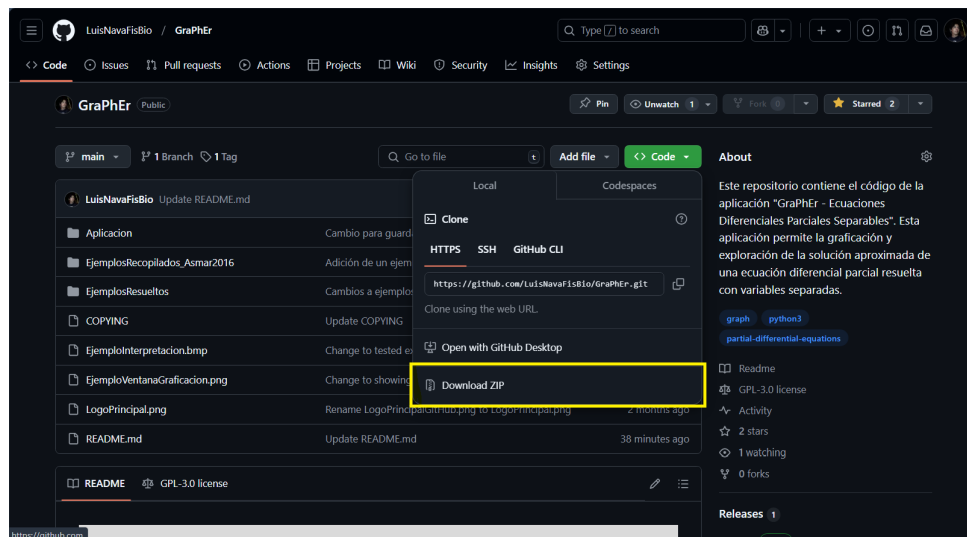 LuisNavaFisBio / GraPhEr
Type / to search
Code Issues Pull requests Actions Projects Wiki Security Insights Settings
GraPhEr Public
Pin Unwatch 1 Fork 0 Starred 2
main 1 Branch 1 Tag Go to file t Add file Code
LuisNavaFisBio Update README.md
Aplicacion Cambio para guard
EjemplosRecopilados_Asmar2016 Adición de un ejem
EjemplosResueltos Cambios a ejemplos
COPYING Update COPYING
EjemploInterpretacion.bmp Change to tested ex
EjemploVentanaGraficacion.png Change to showing
LogoPrincipal.png Rename LogoPrincipalGitHub.png to LogoPrincipal.png 2 months ago
README.md Update README.md 38 minutes ago
README GPL-3.0 license
https://github.com
Local Codespaces
Clone
HTTPS SSH GitHub CLI
https://github.com/LuisNavaFisBio/GraPhEr.git
Clone using the web URL.
Open with GitHub Desktop
Download ZIP
About
Este repositorio contiene el código de la
aplicación "GraPhEr - Ecuaciones
Diferenciales Parciales Separables". Esta
aplicación permite la graficación y
exploración de la solución aproximada de
una ecuación diferencial parcial resuelta
con variables separadas.
graph python3
partial-differential-equations
Readme
GPL-3.0 license
Activity
2 stars
1 watching
0 forks
Releases 1